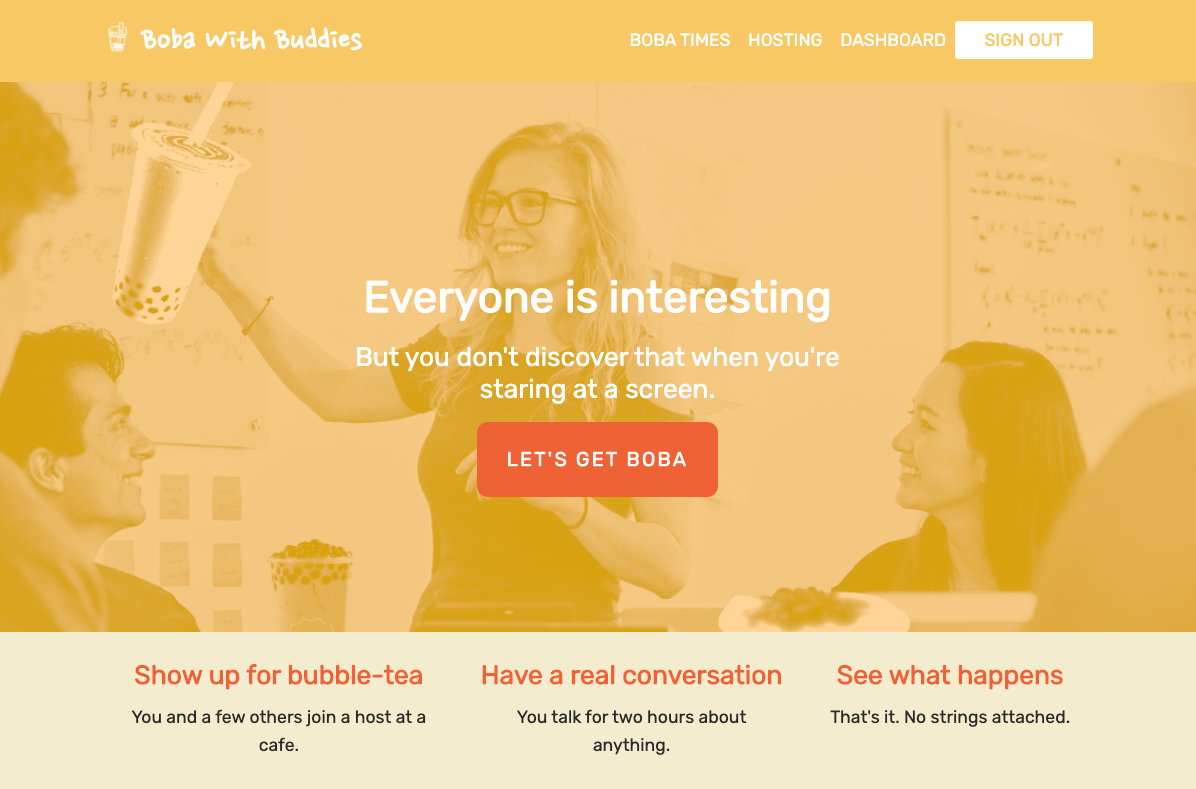 Boba With Buddies
BOBA TIMES
HOSTING
DASHBOARD
SIGN OUT
3 For a
Everyone is interesting
But you don't discover that when you're
staring at a screen.
LET'S GET BOBA
Show up for bubble-tea
You and a few others join a host at a
cafe.
Have a real conversation
You talk for two hours about
anything.
See what happens
That's it. No strings attached.